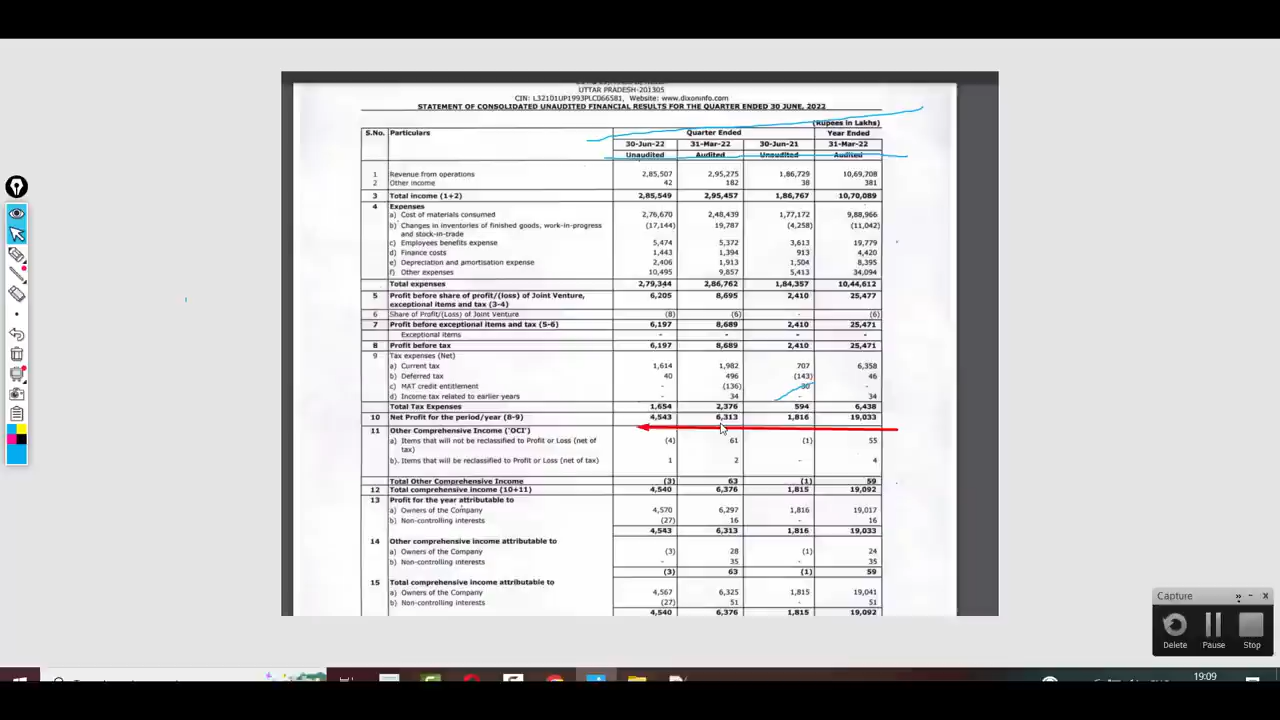 UTTAR PRADESH-201305
CIN: L32101UP1993PLC066581, Website: www.dixoninfo.com
STATEMENT OF CONSOLIDATED UNAUDITED FINANCIAL RESULTS FOR THE QUARTER ENDED 30 JUNE, 2022
(Rupees in Lakhs)
S.No. Particulars Quarter Ended Year Ended
30-Jun-22 31-Mar-22 30-Jun-21 31-Mar-22
Unaudited Audited Unaudited Audited
1 Revenue from operations 2,85,507 2,95,275 1,86,729 10,69,708
2 Other income 42 182 38 381
3 Total income (1+2) 2,85,549 2,95,457 1,86,767 10,70,089
4 Expenses
a) Cost of materials consumed 2,76,670 2,48,439 1,77,172 9,88,966
b) Changes in inventories of finished goods, work-in-progress (17,144) 19,787 (4,258) (11,042)
and stock-in-trade
c) Employees benefits expense 5,474 5,372 3,613 19,779
d) Finance costs 1,443 1,394 913 4,420
e) Depreciation and amortisation expense 2,406 1,913 1,504 8,395
f) Other expenses 10,495 9,857 5,413 34,094
Total expenses 2,79,344 2,86,762 1,84,357 10,44,612
5 Profit before share of profit/(loss) of Joint Venture, 6,205 8,695 2,410 25,477
exceptional items and tax (3-4)
6 Share of Profit/(Loss) of Joint Venture (8) (6) - (6)
7 Profit before exceptional items and tax (5-6) 6,197 8,689 2,410 25,471
Exceptional items - - - -
8 Profit before tax 6,197 8,689 2,410 25,471
9 Tax expenses (Net)
a) Current tax 1,614 1,982 707 6,358
b) Deferred tax 40 496 (143) 46
c) MAT credit entitlement - (136) 30 -
d) Income tax related to earlier years - 34 - 34
Total Tax Expenses 1,654 2,376 594 6,438
10 Net Profit for the period/year (8-9) 4,543 6,313 1,816 19,033
11 Other Comprehensive Income ('OCI')
a) Items that will not be reclassified to Profit or Loss (net of (4) 61 (1) 55
tax)
b). Items that will be reclassified to Profit or Loss (net of tax) 1 2 - 4
Total Other Comprehensive Income (3) 63 (1) 59
12 Total comprehensive income (10+11) 4,540 6,376 1,815 19,092
13 Profit for the year attributable to
a) Owners of the Company 4,570 6,297 1,816 19,017
b) Non-controlling interests (27) 16 - 16
4,543 6,313 1,816 19,033
14 Other comprehensive income attributable to
a) Owners of the Company (3) 28 (1) 24
b) Non-controlling interests - 35 35
(3) 63 (1) 59
15 Total comprehensive income attributable to
a) Owners of the Company 4,567 6,325 1,815 19,041
b) Non-controlling interests (27) 51 - 51
4,540 6,376 1,815 19,092
Capture
Delete Pause Stop
19:09